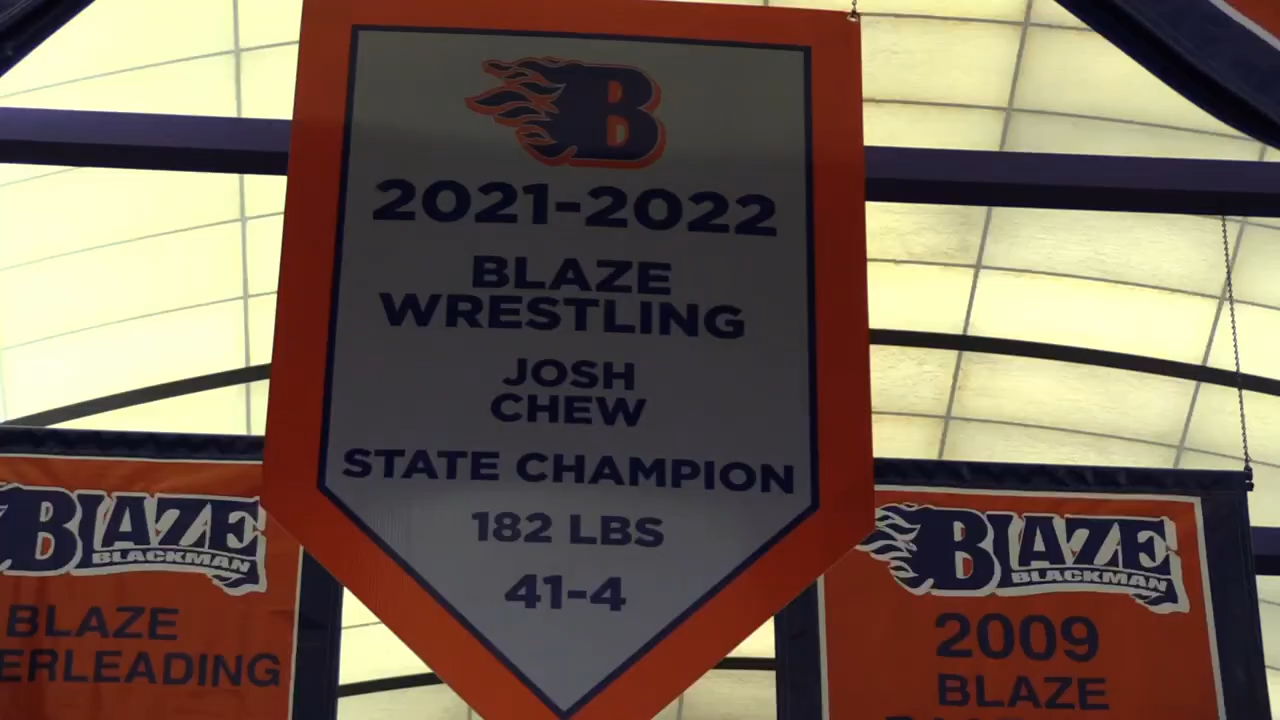 B
2021-2022
BLAZE
WRESTLING
JOSH
CHEW
STATE CHAMPION
182 LBS
41-4
BLAZE
BLACKMAN
BLAZE
ERLEADING
BLAZE
BLACKMAN
2009
BLAZE